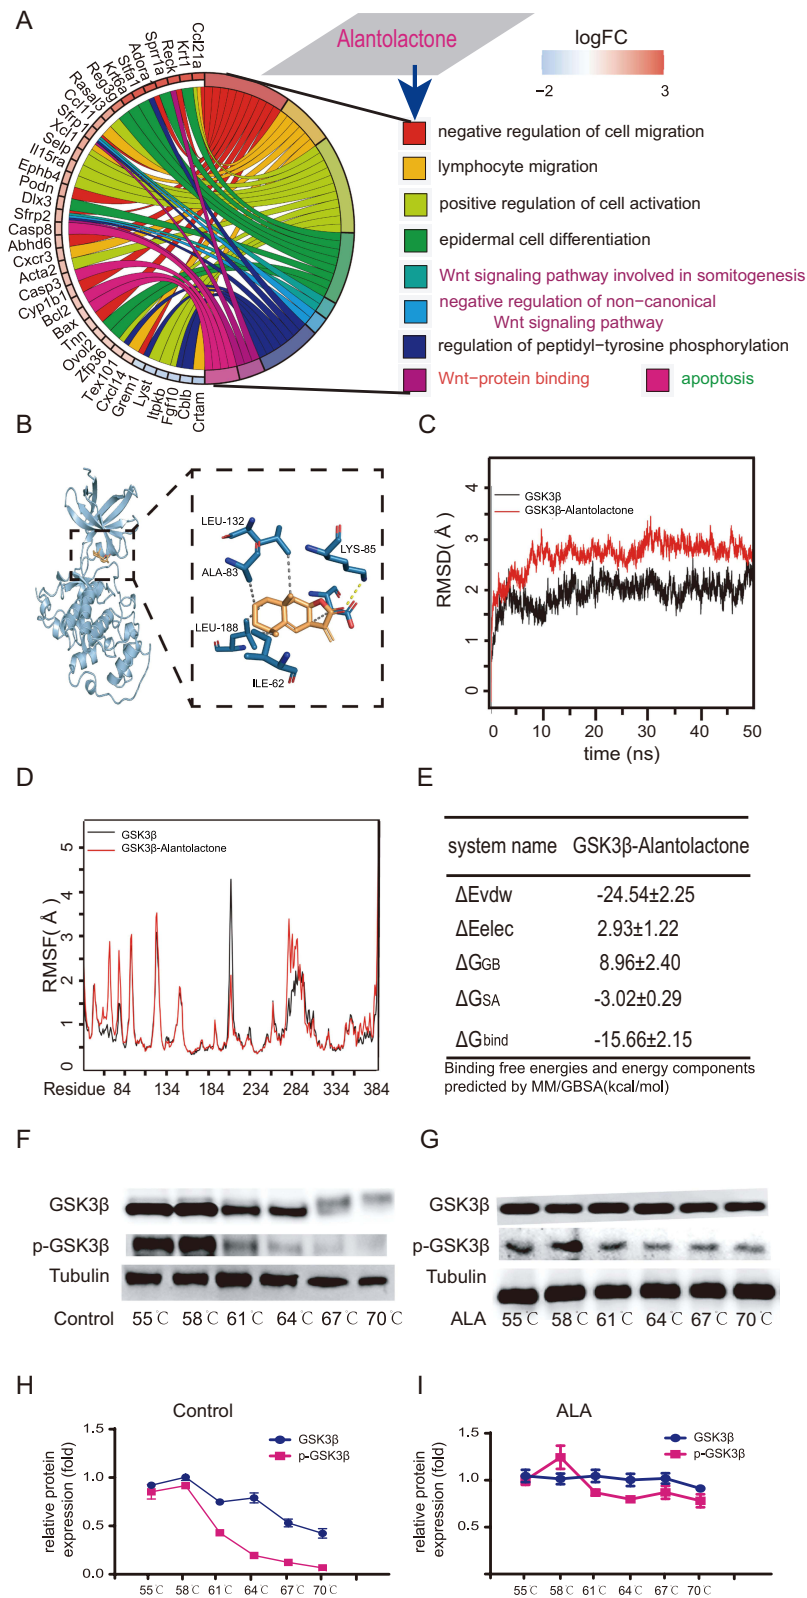 A
Alantolactone
logFC
−2
3
Ccl21a
Krt1
Reck
Sprr1a
Adora1
Stfa1
Krt6a
Reg3g
Rasal3
Ccl11
Sfrp1
Xcl1
Selp
Il15ra
Ephb4
Podn
Dlx3
Sfrp2
Casp8
Abhd6
Cxcr3
Acta2
Casp3
Cyp1b1
Bcl2
Bax
Tnn
Ovol2
Zfp36
Tex101
Cxcl14
Grem1
Lyst
Itpkb
Fgf10
Cblb
Crtam
negative regulation of cell migration
lymphocyte migration
positive regulation of cell activation
epidermal cell differentiation
Wnt signaling pathway involved in somitogenesis
negative regulation of non−canonical
Wnt signaling pathway
regulation of peptidyl−tyrosine phosphorylation
Wnt−protein binding
apoptosis
B
LEU-132
LYS-85
ALA-83
LEU-188
ILE-62
C
GSK3β
GSK3β-Alantolactone
RMSD( Å )
4
3
2
1
0
0 10 20 30 40 50
time (ns)
D
GSK3β
GSK3β-Alantolactone
RMSF( Å )
5
4
3
2
1
0
Residue 84 134 184 234 284 334 384
E
system name GSK3β-Alantolactone
ΔEvdw -24.54±2.25
ΔEelec 2.93±1.22
ΔGGB 8.96±2.40
ΔGSA -3.02±0.29
ΔGbind -15.66±2.15
Binding free energies and energy components
predicted by MM/GBSA(kcal/mol)
F
GSK3β
p-GSK3β
Tubulin
Control 55℃ 58℃ 61℃ 64℃ 67℃ 70℃
G
GSK3β
p-GSK3β
Tubulin
ALA 55℃ 58℃ 61℃ 64℃ 67℃ 70℃
H
Control
GSK3β
p-GSK3β
relative protein
expression (fold)
1.5
1.0
0.5
0.0
55℃ 58℃ 61℃ 64℃ 67℃ 70℃
I
ALA
GSK3β
p-GSK3β
relative protein
expression (fold)
1.5
1.0
0.5
55℃ 58℃ 61℃ 64℃ 67℃ 70℃